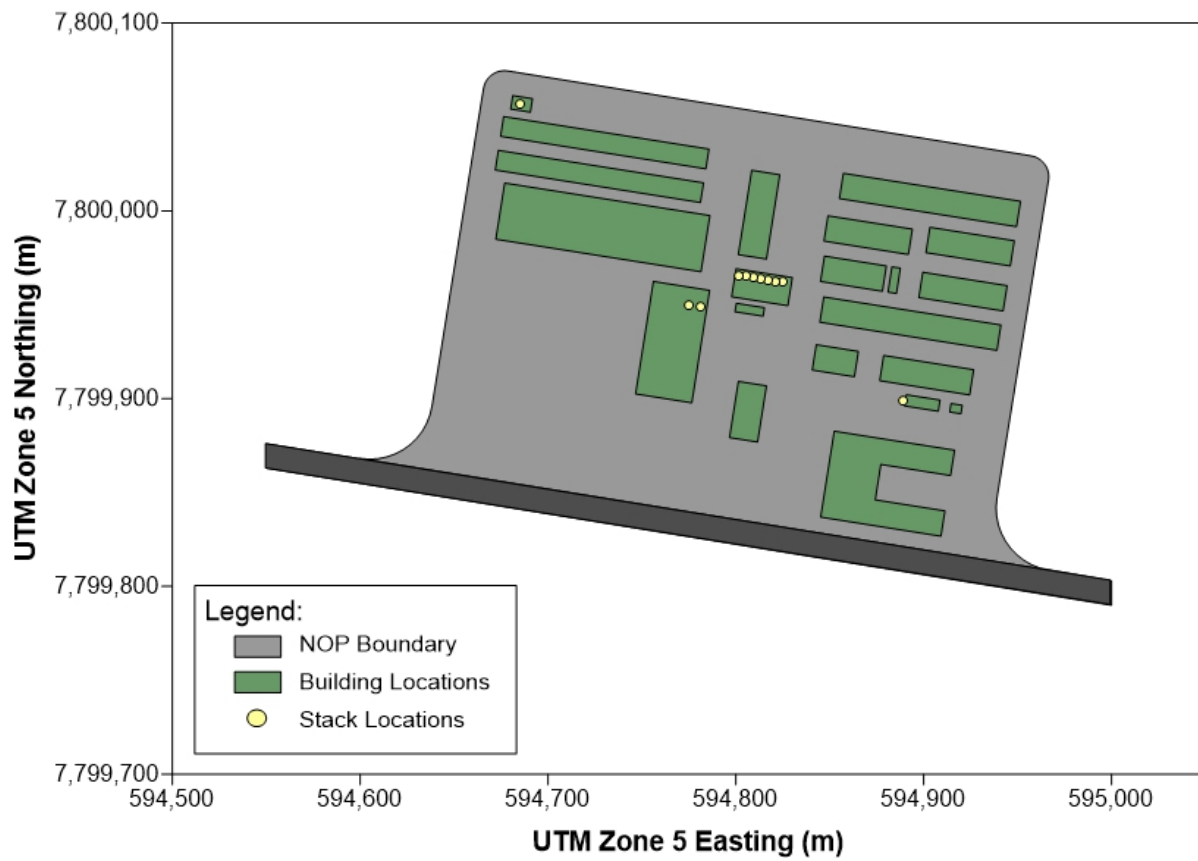 7,800,100
7,800,000
7,799,900
7,799,800
7,799,700
UTM Zone 5 Northing (m)
Legend:
NOP Boundary
Building Locations
Stack Locations
594,500
594,600
594,700
594,800
594,900
595,000
UTM Zone 5 Easting (m)